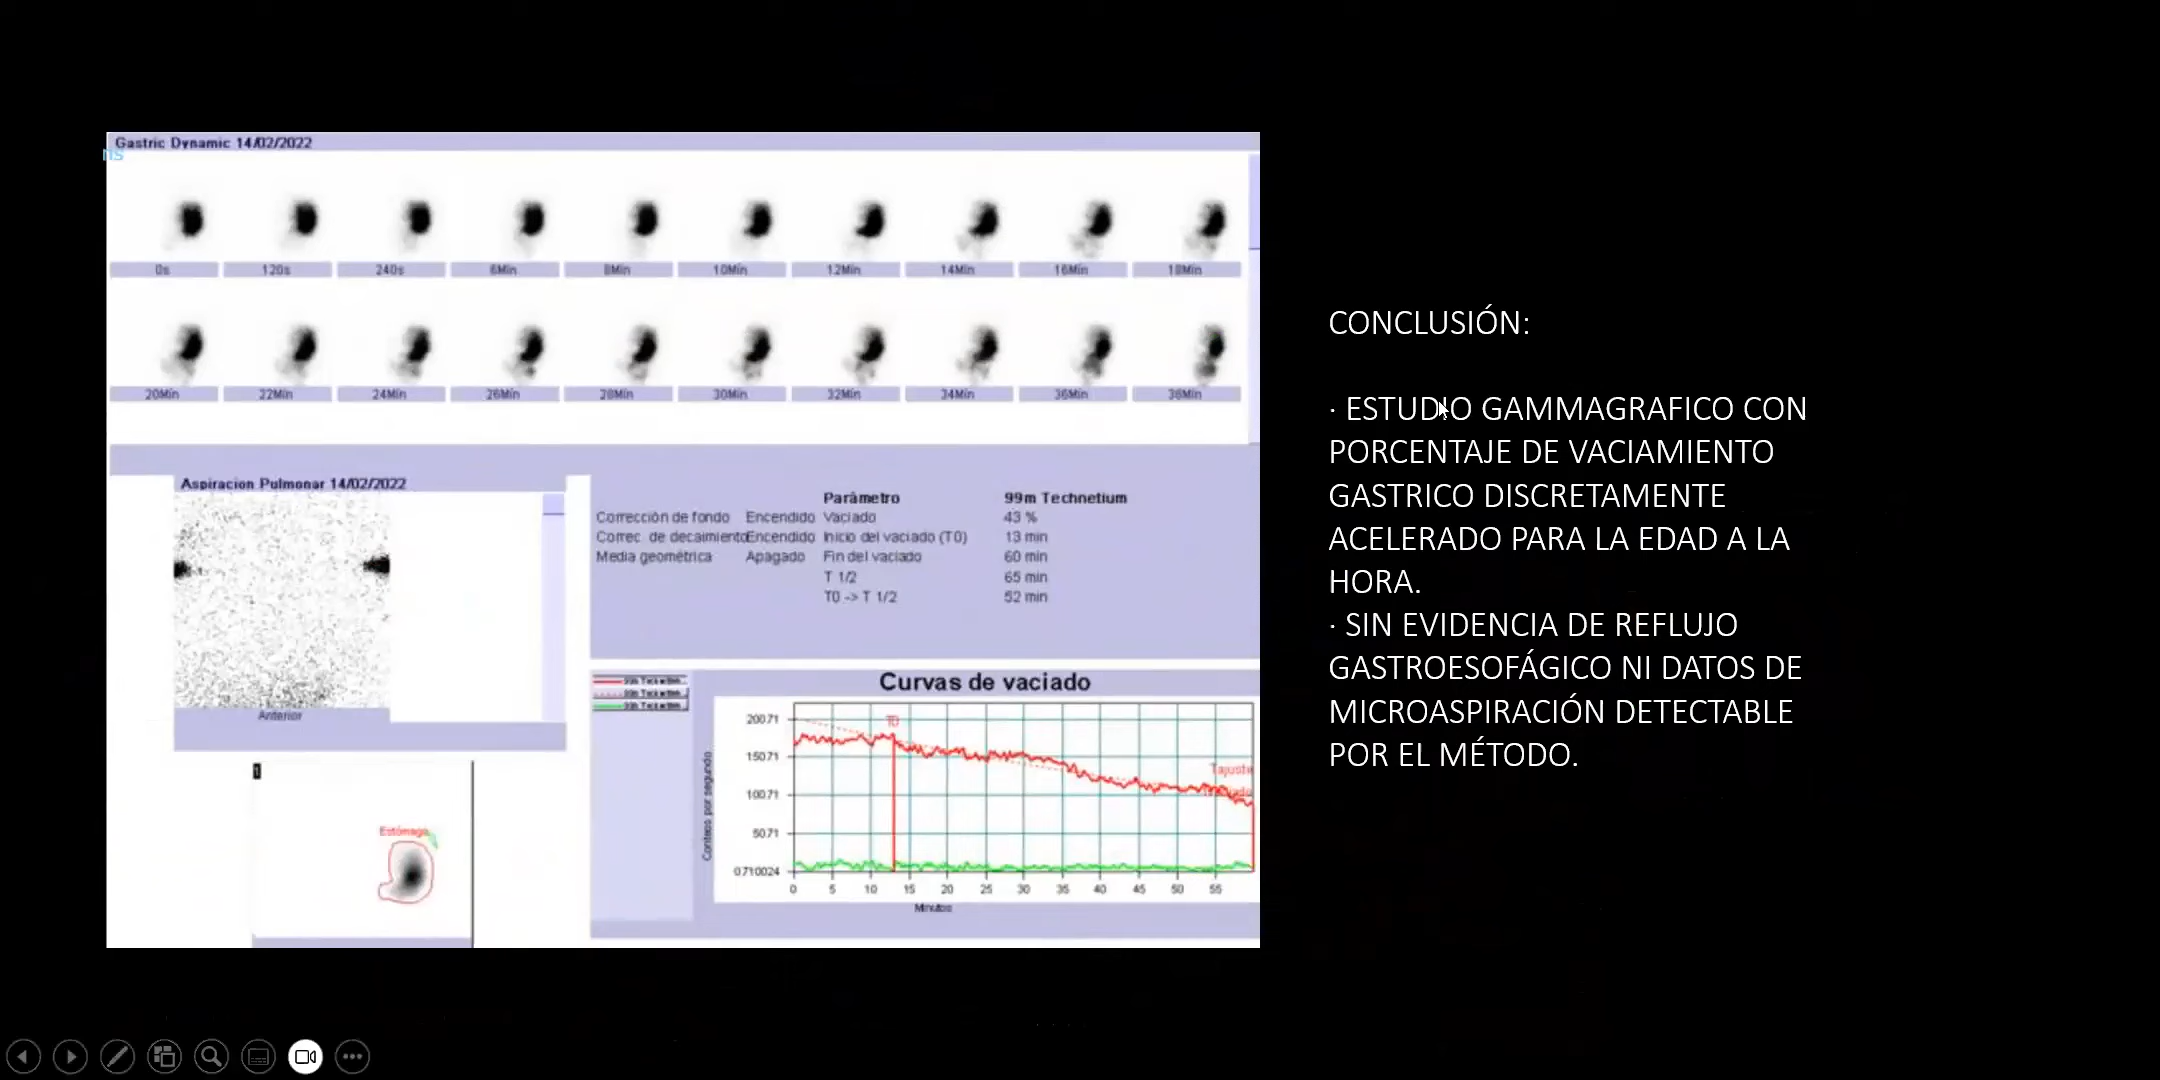 Gastric Dynamic 14/02/2022
ns
0s 120s 240s 6Min 8Min 10Min 12Min 14Min 16Min 18Min
20Min 22Min 24Min 26Min 28Min 30Min 32Min 34Min 36Min 38Min
Aspiracion Pulmonar 14/02/2022
Anterior
1
Estómago
Parámetro 99m Technetium
Corrección de fondo Encendido Vaciado 43 %
Correc. de decaimiento Encendido Inicio del vaciado (T0) 13 min
Media geométrica Apagado Fin del vaciado 60 min
T 1/2 65 min
T0 -> T 1/2 52 min
Curvas de vaciado
T0
Tajuste
20071
15071
10071
5071
0710024
0 5 10 15 20 25 30 35 40 45 50 55
Minutos
Conteos por segundo
CONCLUSIÓN:
· ESTUDIO GAMMAGRAFICO CON
PORCENTAJE DE VACIAMIENTO
GASTRICO DISCRETAMENTE
ACELERADO PARA LA EDAD A LA
HORA.
· SIN EVIDENCIA DE REFLUJO
GASTROESOFÁGICO NI DATOS DE
MICROASPIRACIÓN DETECTABLE
POR EL MÉTODO.